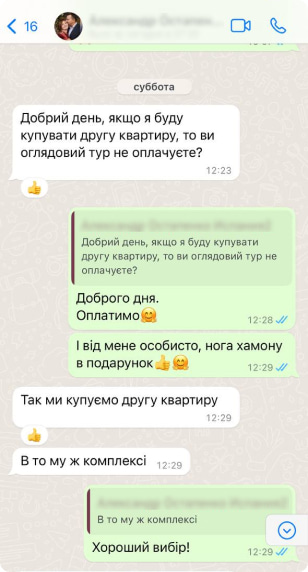 16
суббота
Добрий день, якщо я буду
купувати другу квартиру, то ви
оглядовий тур не оплачуєте?
12:23
👍
Добрий день, якщо я буду купувати
другу квартиру, то ви оглядовий тур не
оплачуєте?
Доброго дня.
Оплатимо🤗
12:28
І від мене особисто, нога хамону
в подарунок👍🤗
12:29
Так ми купуємо другу квартиру
12:29
👍
В то му ж комплексі
12:29
В то му ж комплексі
Хороший вибір!
12:29